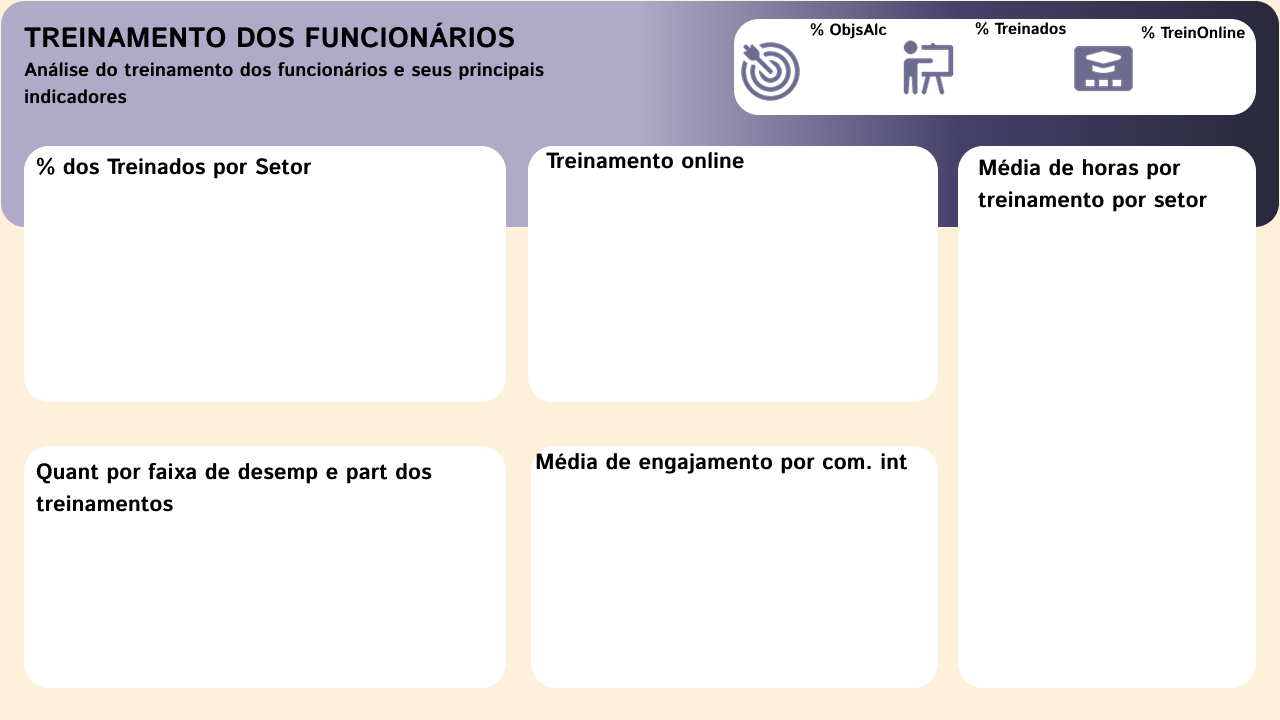 TREINAMENTO DOS FUNCIONÁRIOS
Análise do treinamento dos funcionários e seus principais
indicadores
% ObjsAlc
% Treinados
% TreinOnline
% dos Treinados por Setor
Treinamento online
Média de horas por
treinamento por setor
Quant por faixa de desemp e part dos
treinamentos
Média de engajamento por com. int